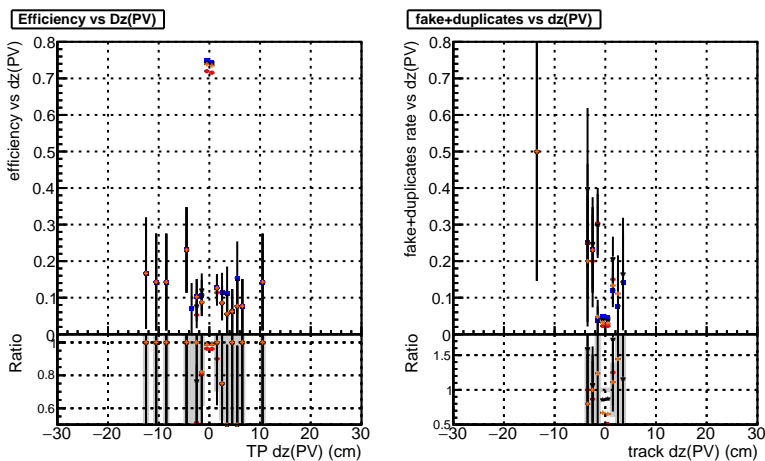 Efficiency vs Dz(PV)
efficiency vs dz(PV)
0.8
0.7
0.6
0.5
0.4
0.3
0.2
0.1
0
Ratio
1
0.8
0.6
−30 −20 −10 0 10 20 30
TP dz(PV) (cm)
fake+duplicates vs dz(PV)
fake+duplicates rate vs dz(PV)
0.8
0.7
0.6
0.5
0.4
0.3
0.2
0.1
0
Ratio
1.5
1
0.5
−30 −20 −10 0 10 20 30
track dz(PV) (cm)